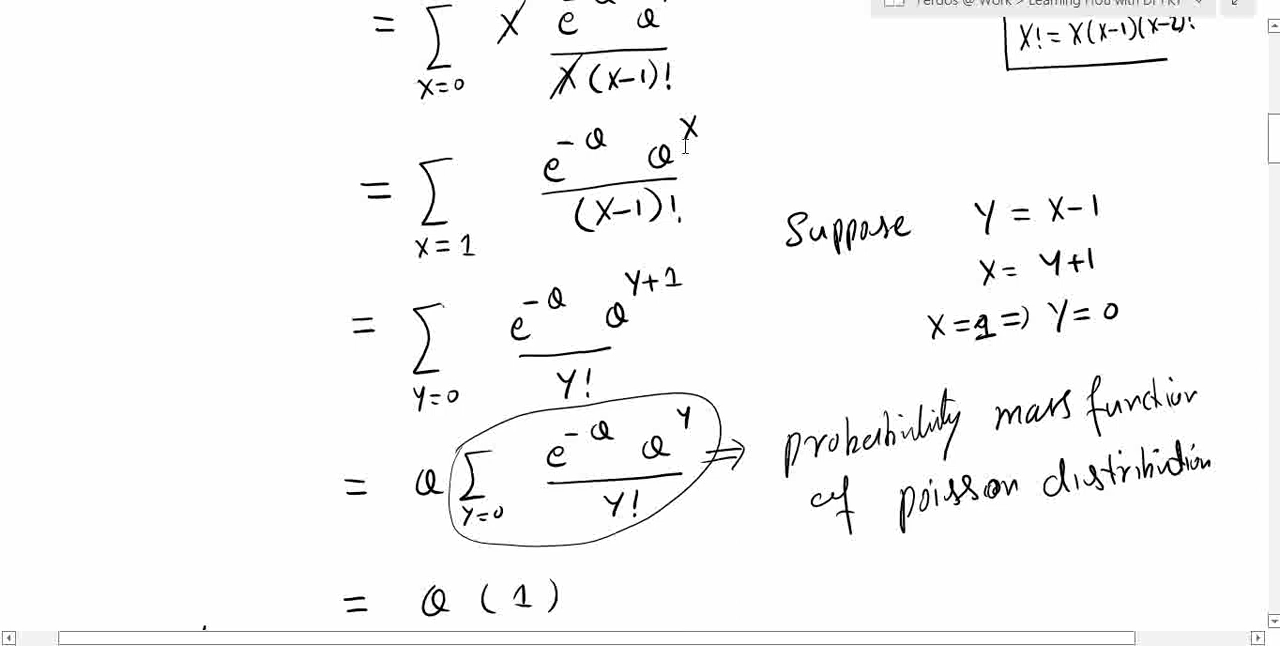 X! = X(X-1)(X-2)!
= Σ X e^-θ θ
X=0 X(X-1)!
= Σ e^-θ θ^X
X=1 (X-1)!
Suppose Y = X-1
X = Y+1
X=1 => Y=0
= Σ e^-θ θ^Y+1
Y=0 Y!
= θ Σ e^-θ θ^Y => probability mass function
Y=0 Y! of poisson distribution
= θ (1)